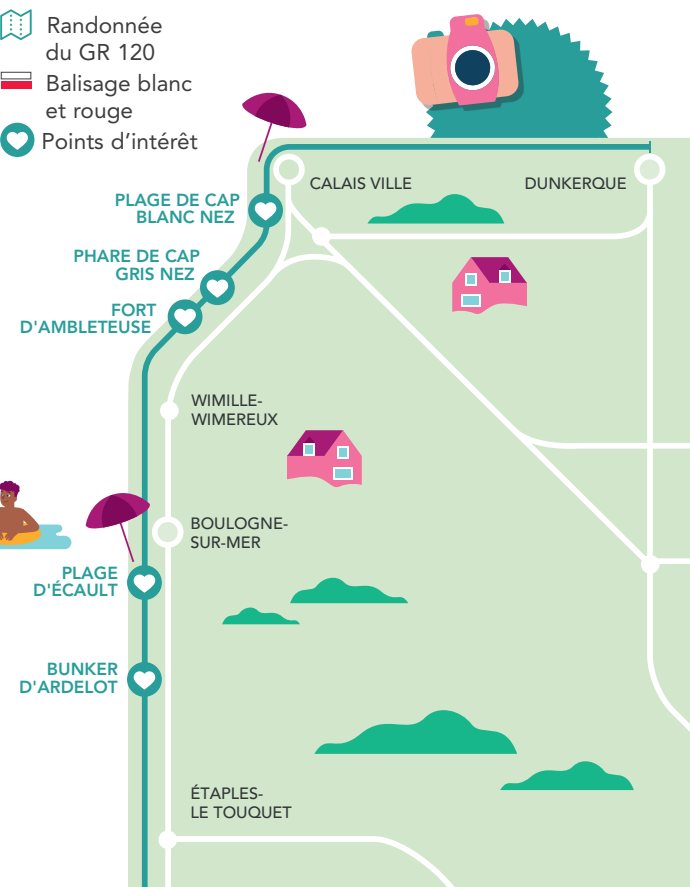 Randonnée
du GR 120
Balisage blanc
et rouge
Points d'intérêt
CALAIS VILLE
DUNKERQUE
PLAGE DE CAP
BLANC NEZ
PHARE DE CAP
GRIS NEZ
FORT
D'AMBLETEUSE
WIMILLE-
WIMEREUX
BOULOGNE-
SUR-MER
PLAGE
D'ÉCAULT
BUNKER
D'ARDELOT
ÉTAPLES-
LE TOUQUET